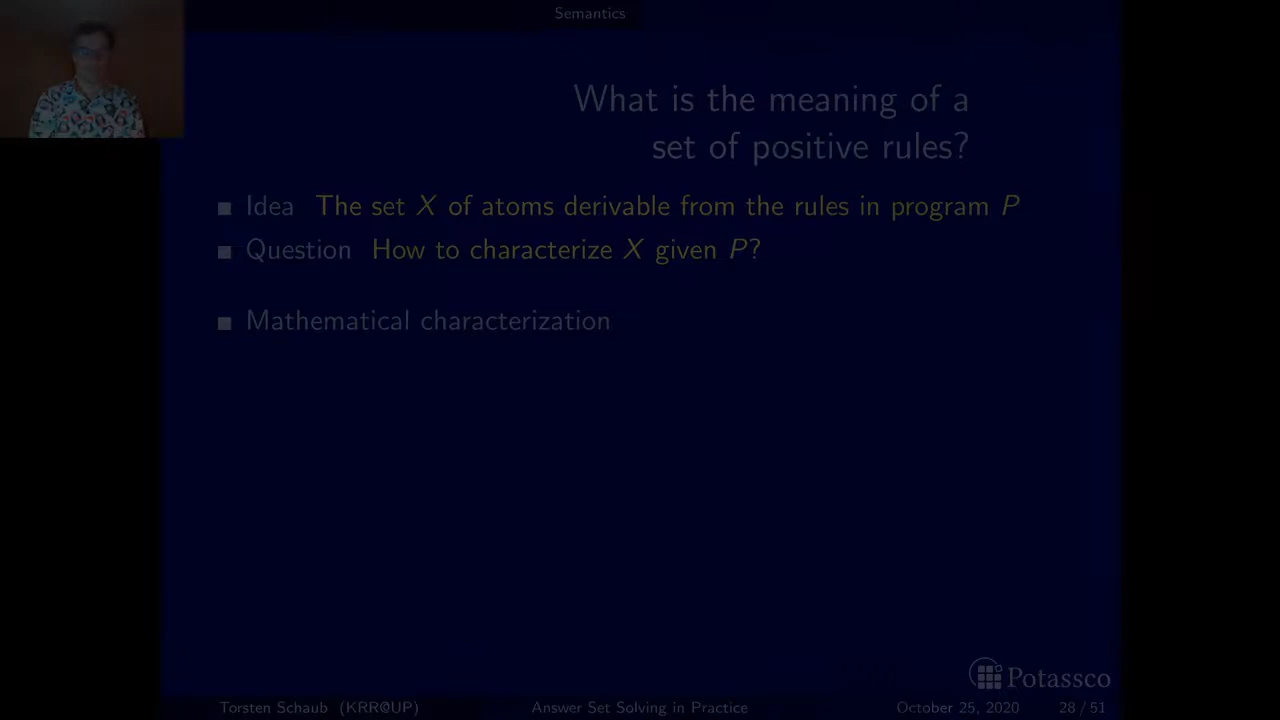 Semantics
What is the meaning of a
set of positive rules?
Idea The set X of atoms derivable from the rules in program P
Question How to characterize X given P?
Mathematical characterization
Potassco
Torsten Schaub (KRR@UP) Answer Set Solving in Practice October 25, 2020 28 / 51